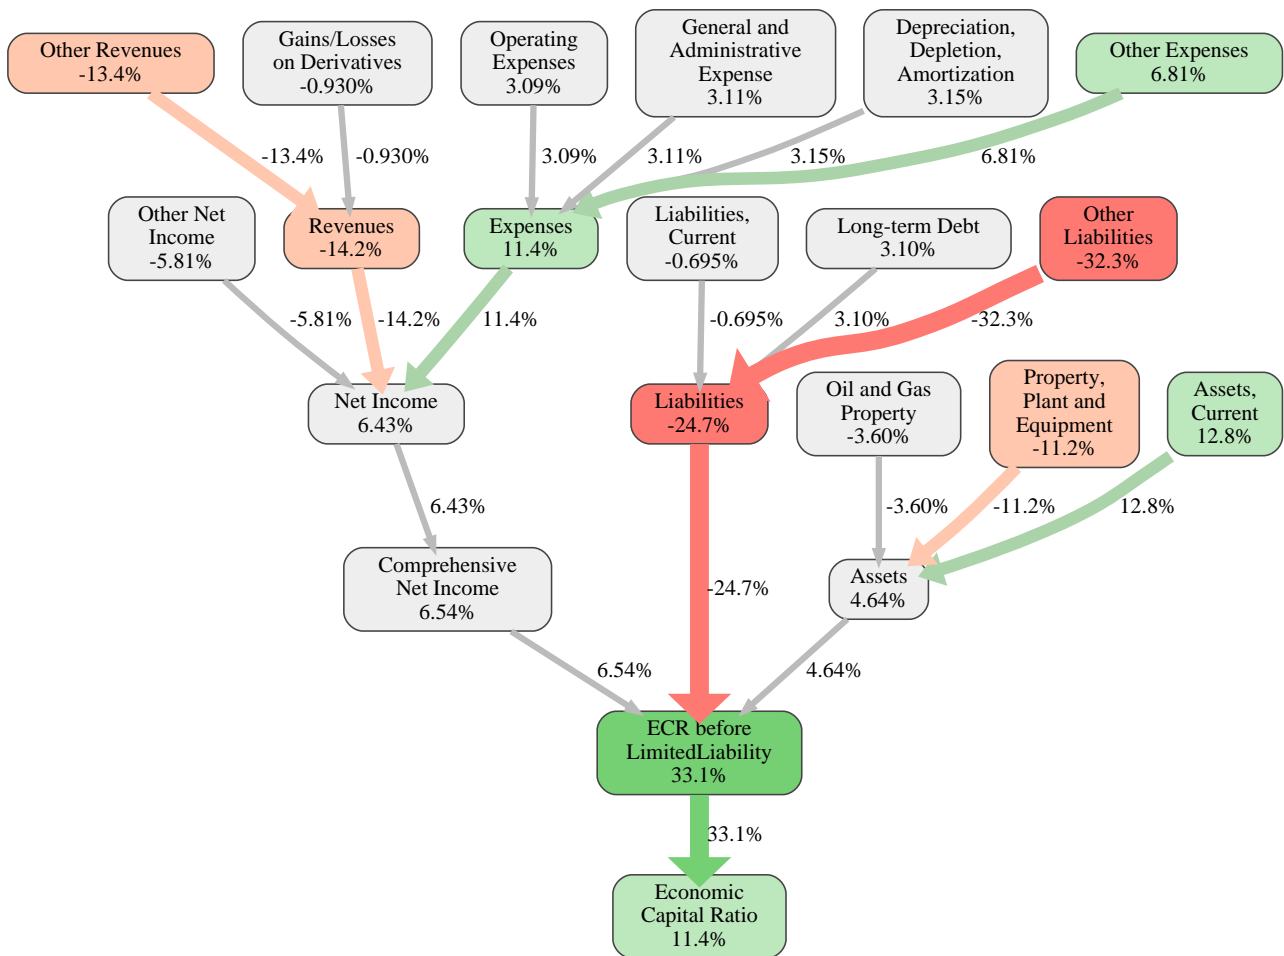 Other Revenues
-13.4%
Gains/Losses
on Derivatives
-0.930%
Operating
Expenses
3.09%
General and
Administrative
Expense
3.11%
Depreciation,
Depletion,
Amortization
3.15%
Other Expenses
6.81%
-13.4%
-0.930%
3.09%
3.11%
3.15%
6.81%
Other Net
Income
-5.81%
Revenues
-14.2%
Expenses
11.4%
Liabilities,
Current
-0.695%
Long-term Debt
3.10%
Other
Liabilities
-32.3%
-5.81%
-14.2%
11.4%
-0.695%
3.10%
-32.3%
Net Income
6.43%
Liabilities
-24.7%
Oil and Gas
Property
-3.60%
Property,
Plant and
Equipment
-11.2%
Assets,
Current
12.8%
6.43%
-3.60%
-11.2%
12.8%
Comprehensive
Net Income
6.54%
-24.7%
Assets
4.64%
6.54%
4.64%
ECR before
LimitedLiability
33.1%
33.1%
Economic
Capital Ratio
11.4%